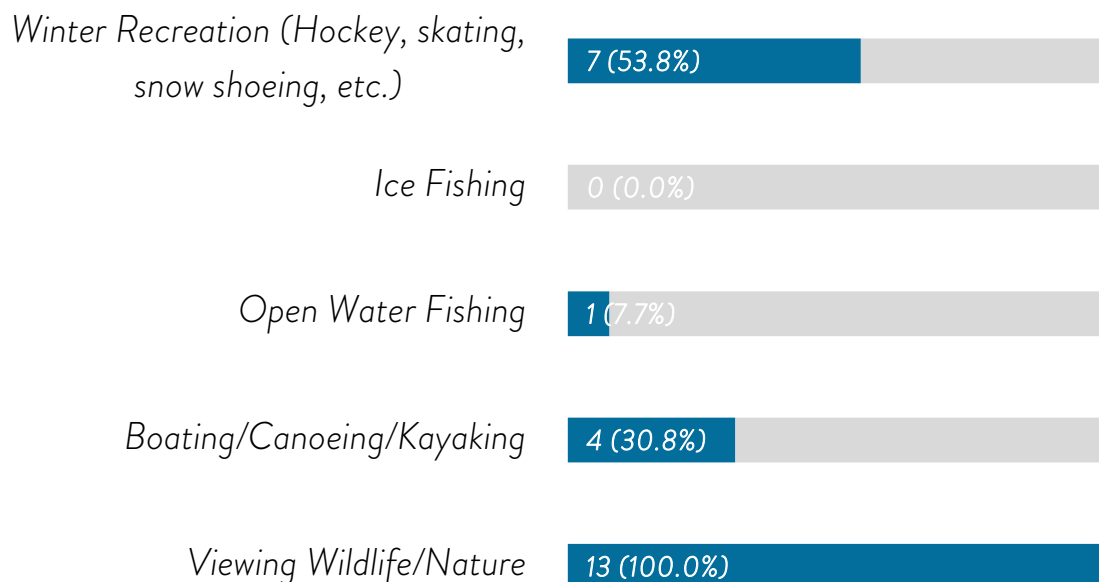 Winter Recreation (Hockey, skating,
snow shoeing, etc.)
7 (53.8%)
Ice Fishing
0 (0.0%)
Open Water Fishing
1 (7.7%)
Boating/Canoeing/Kayaking
4 (30.8%)
Viewing Wildlife/Nature
13 (100.0%)